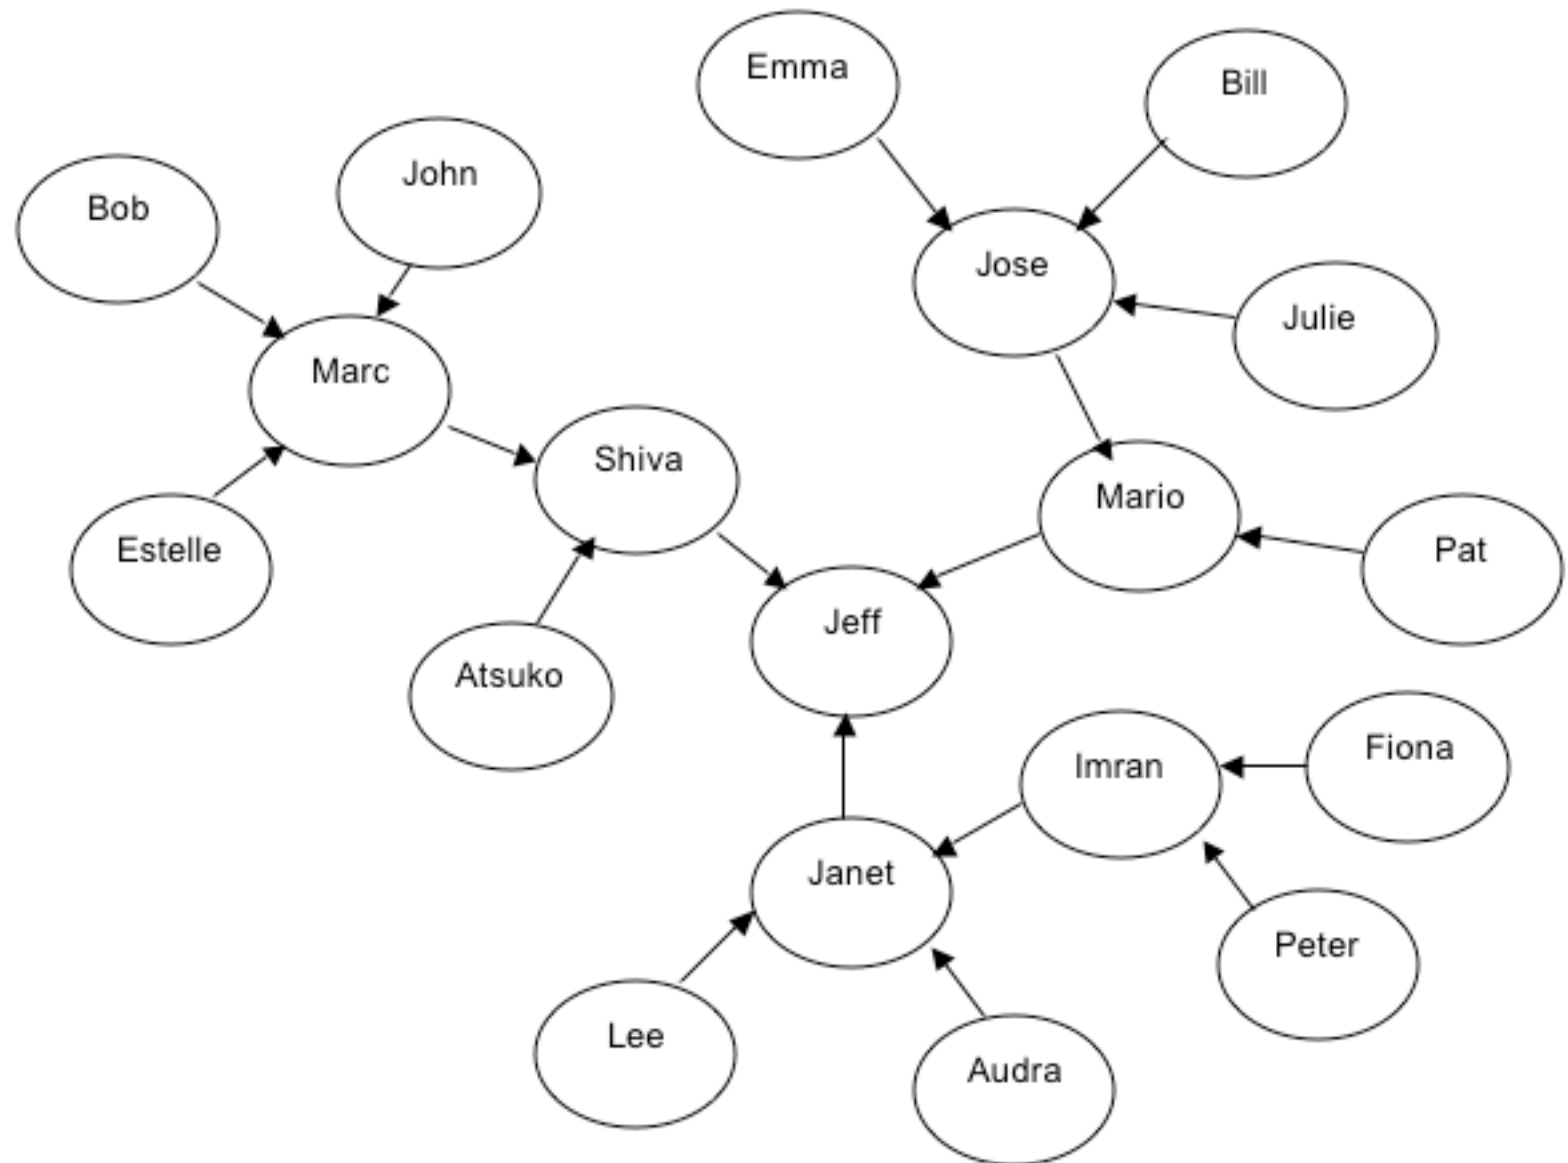 Emma
Bill
John
Bob
Jose
Julie
Marc
Shiva
Mario
Estelle
Pat
Jeff
Atsuko
Fiona
Imran
Janet
Peter
Lee
Audra